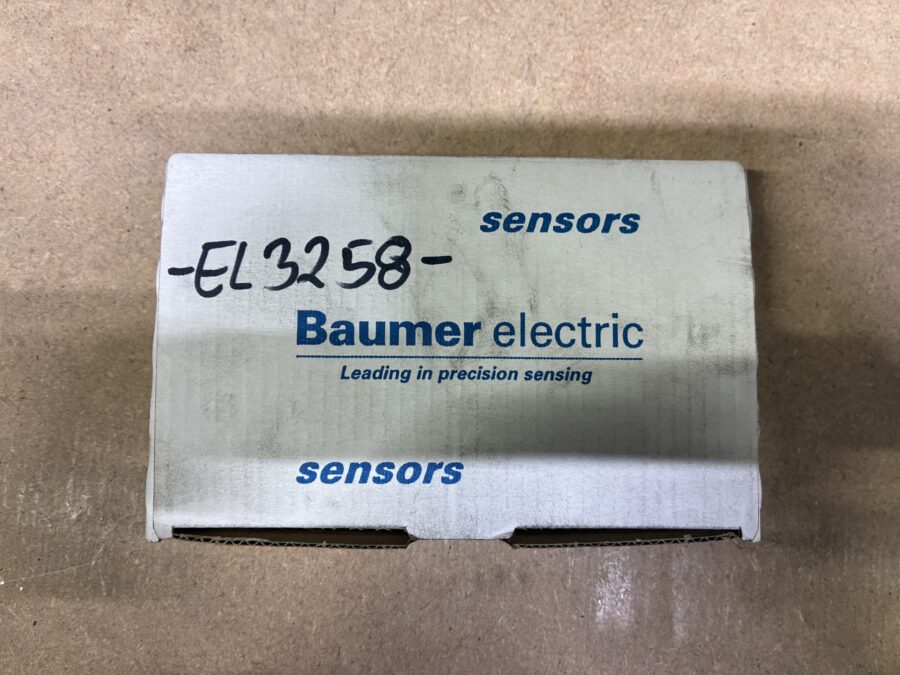 sensors
-EL3258-
Baumer electric
Leading in precision sensing
sensors